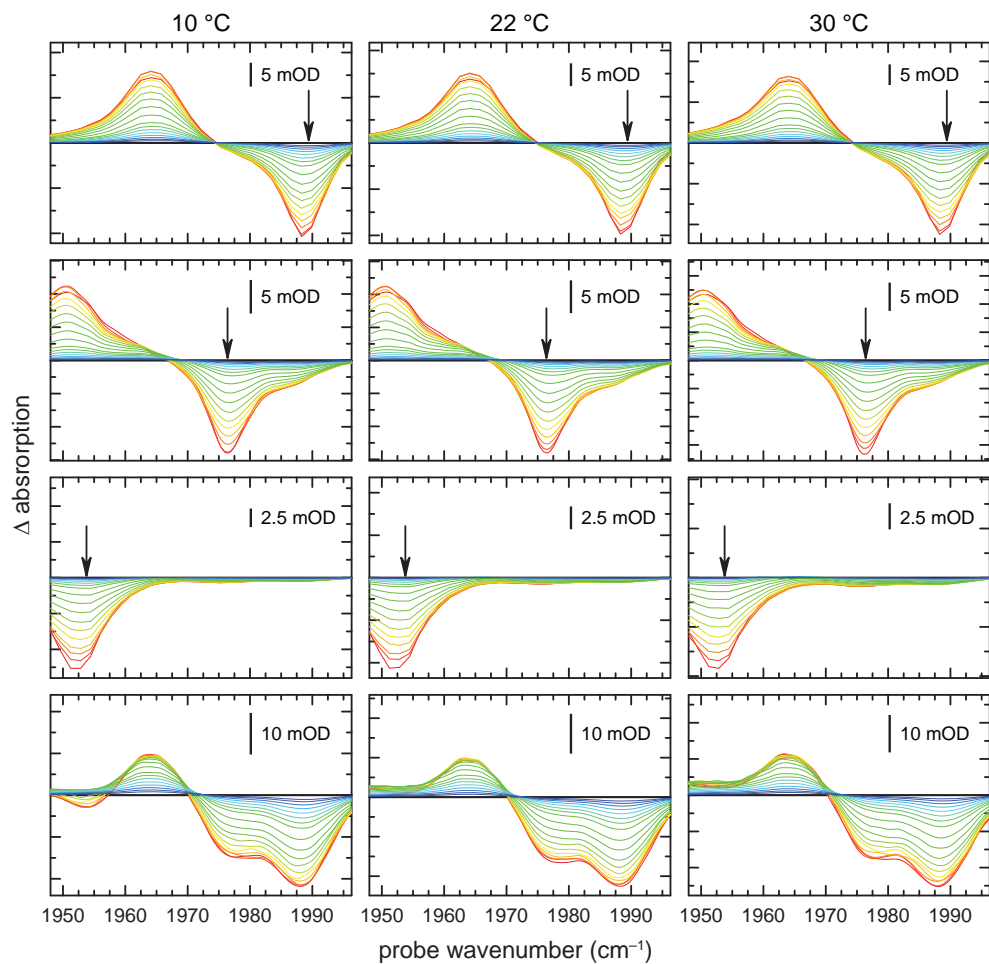 10 °C 22 °C 30 °C
5 mOD 5 mOD 5 mOD
5 mOD 5 mOD 5 mOD
2.5 mOD 2.5 mOD 2.5 mOD
10 mOD 10 mOD 10 mOD
Δ absrorption
1950 1960 1970 1980 1990 1950 1960 1970 1980 1990 1950 1960 1970 1980 1990
probe wavenumber (cm⁻¹)